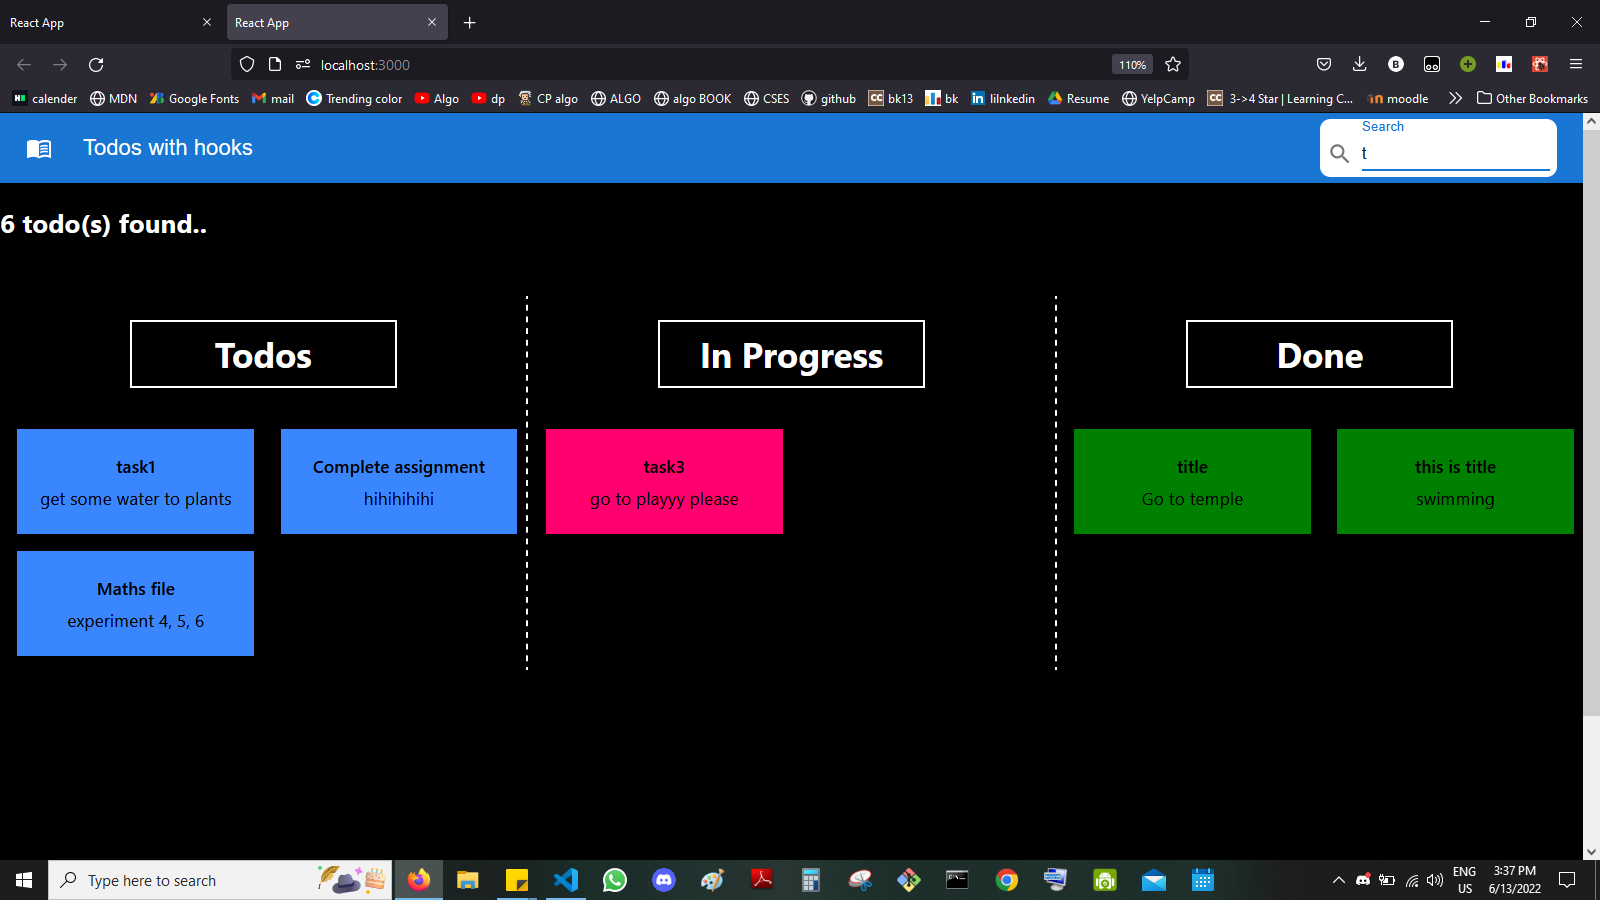 React App
React App
localhost:3000
110%
calender
MDN
Google Fonts
mail
Trending color
Algo
dp
CP algo
ALGO
algo BOOK
CSES
github
CC bk13
bk
lilnkedin
Resume
YelpCamp
CC 3->4 Star | Learning C...
moodle
Other Bookmarks
Todos with hooks
Search
t
6 todo(s) found..
Todos
In Progress
Done
task1
get some water to plants
Complete assignment
hihihihihi
task3
go to playyy please
title
Go to temple
this is title
swimming
Maths file
experiment 4, 5, 6
Type here to search
ENG
US
3:37 PM
6/13/2022